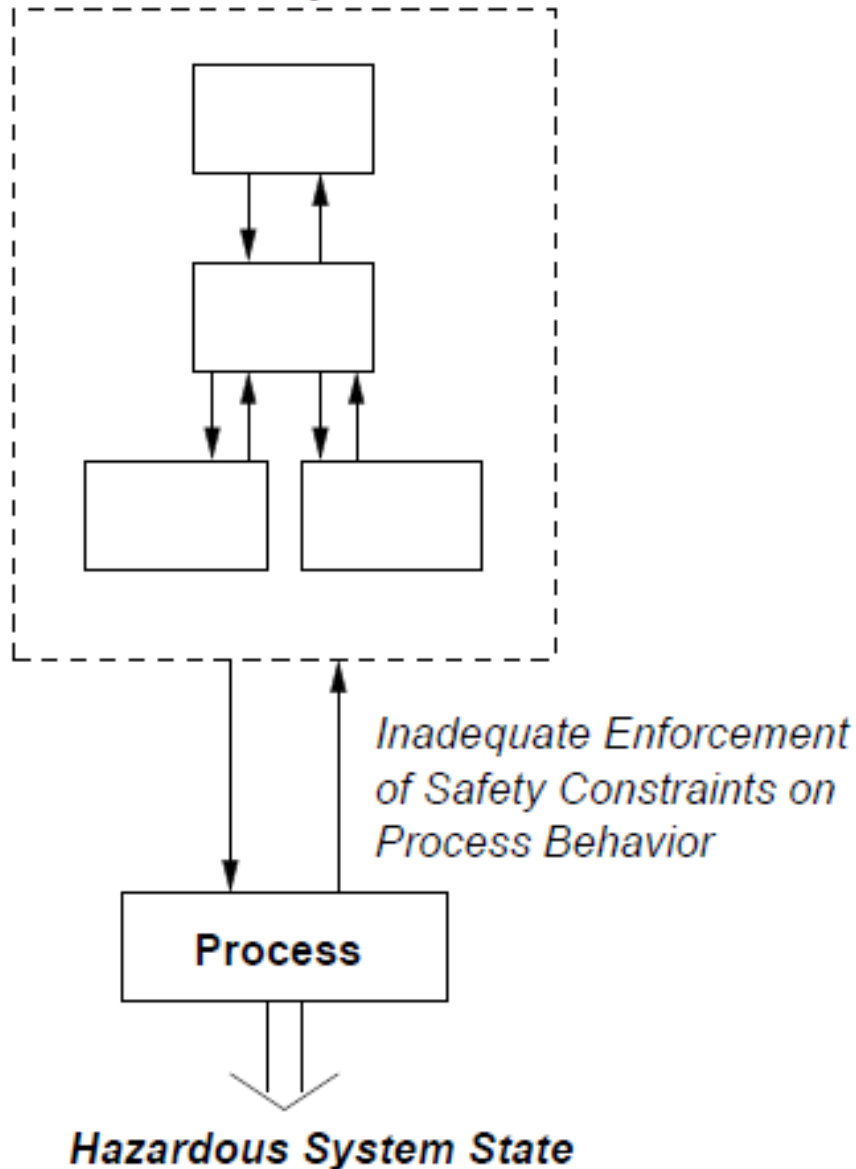 Inadequate Enforcement
of Safety Constraints on
Process Behavior
Process
Hazardous System State